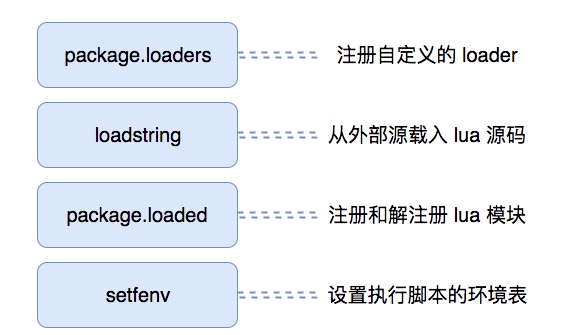 package.loaders 注册自定义的 loader
loadstring 从外部源载入 lua 源码
package.loaded 注册和解注册 lua 模块
setfenv 设置执行脚本的环境表